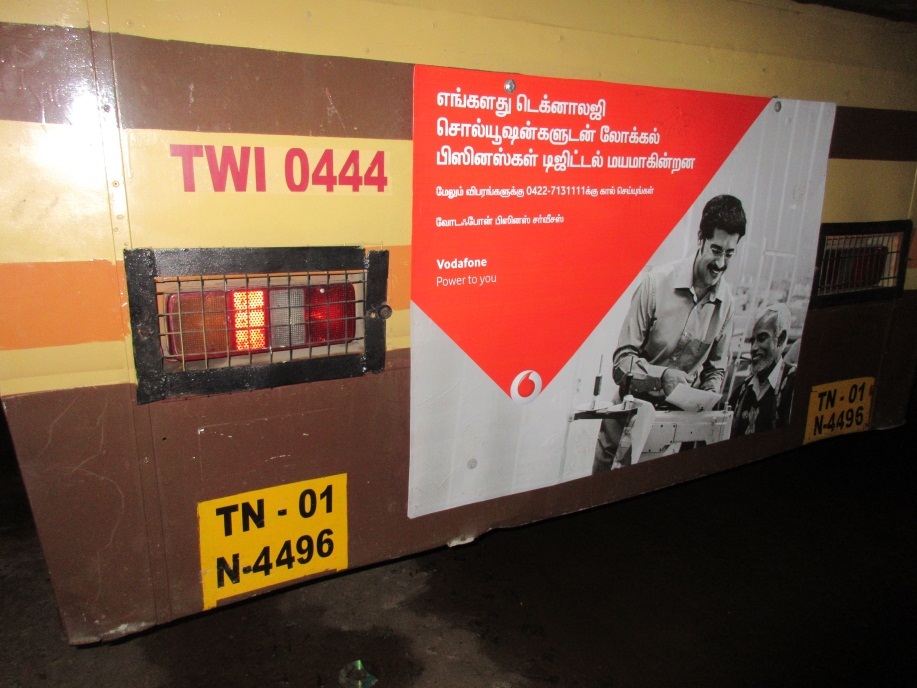 TWI 0444
எங்களது டெக்னாலஜி
சொல்யூஷன்களுடன் லோக்கல்
பிஸினஸ்கள் டிஜிட்டல் மயமாகின்றன
மேலும் விபரங்களுக்கு 0422-7131111க்கு கால் செய்யுங்கள்
வோடஃபோன் பிஸினஸ் சர்வீசஸ்
Vodafone
Power to you
TN - 01
N-4496
TN - 01
N-4496